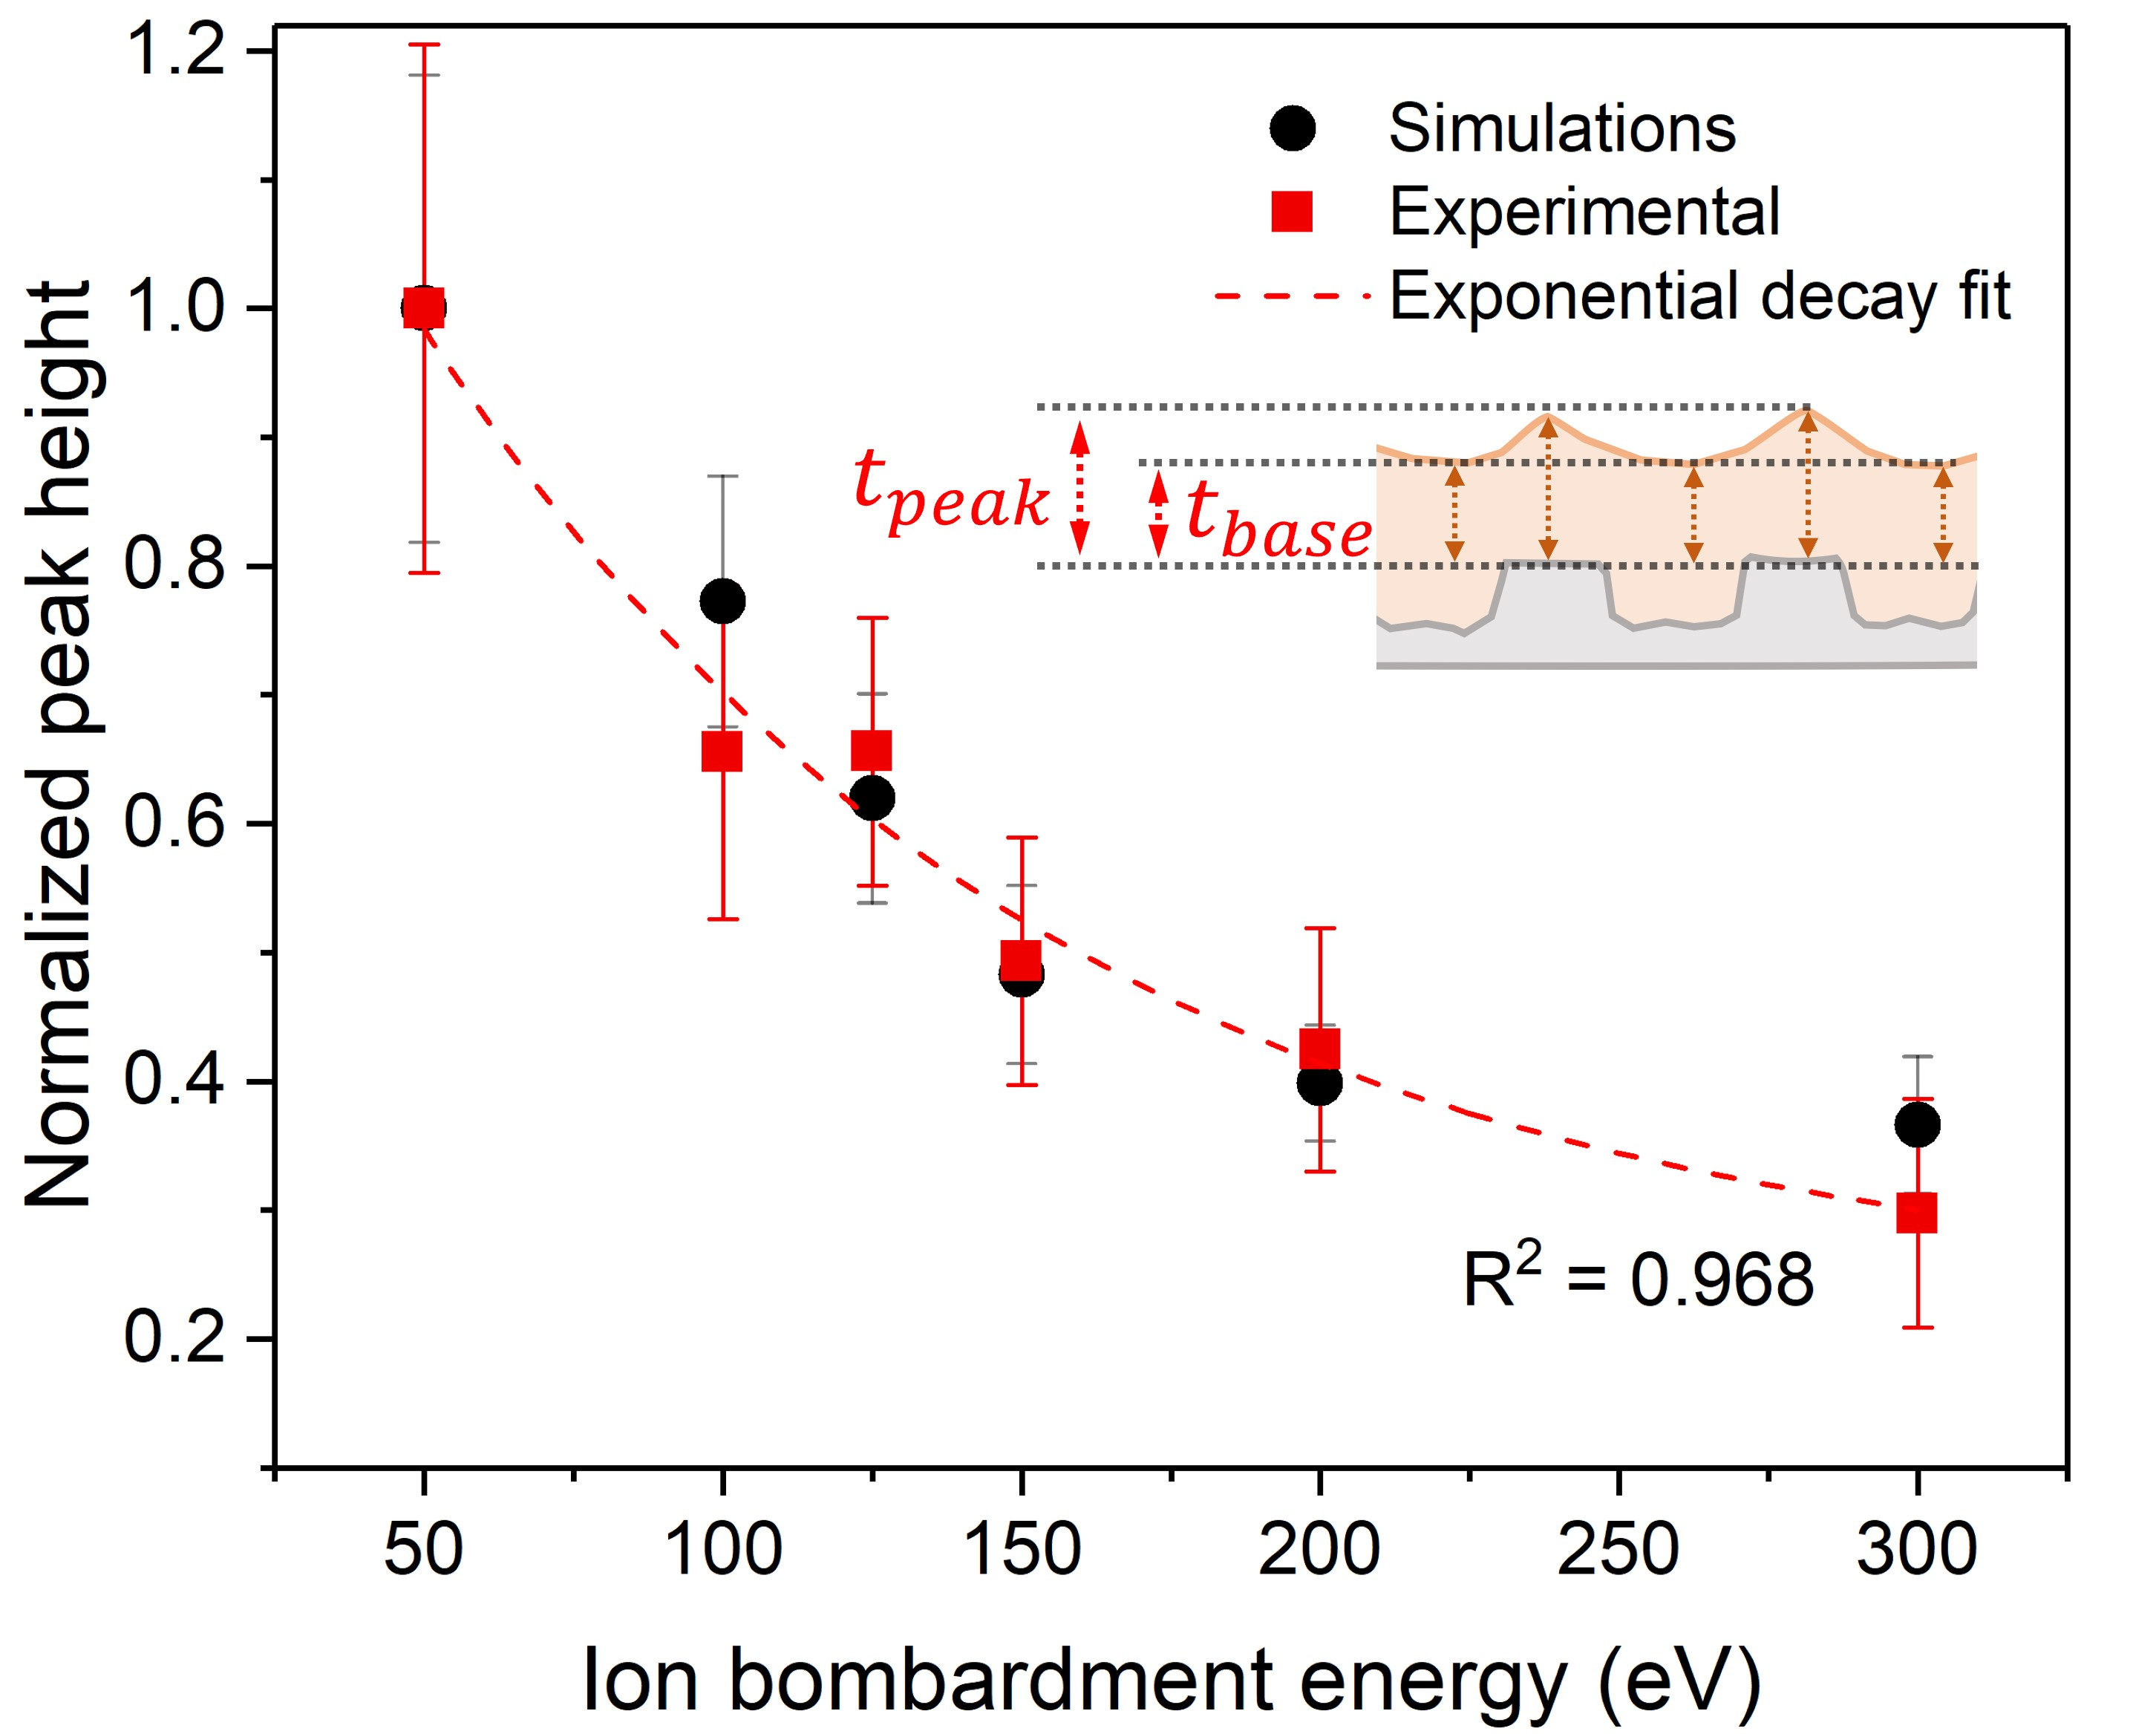 Normalized peak height
1.2
1.0
0.8
0.6
0.4
0.2
Simulations
Experimental
Exponential decay fit
t_peak
t_base
R² = 0.968
50 100 150 200 250 300
Ion bombardment energy (eV)